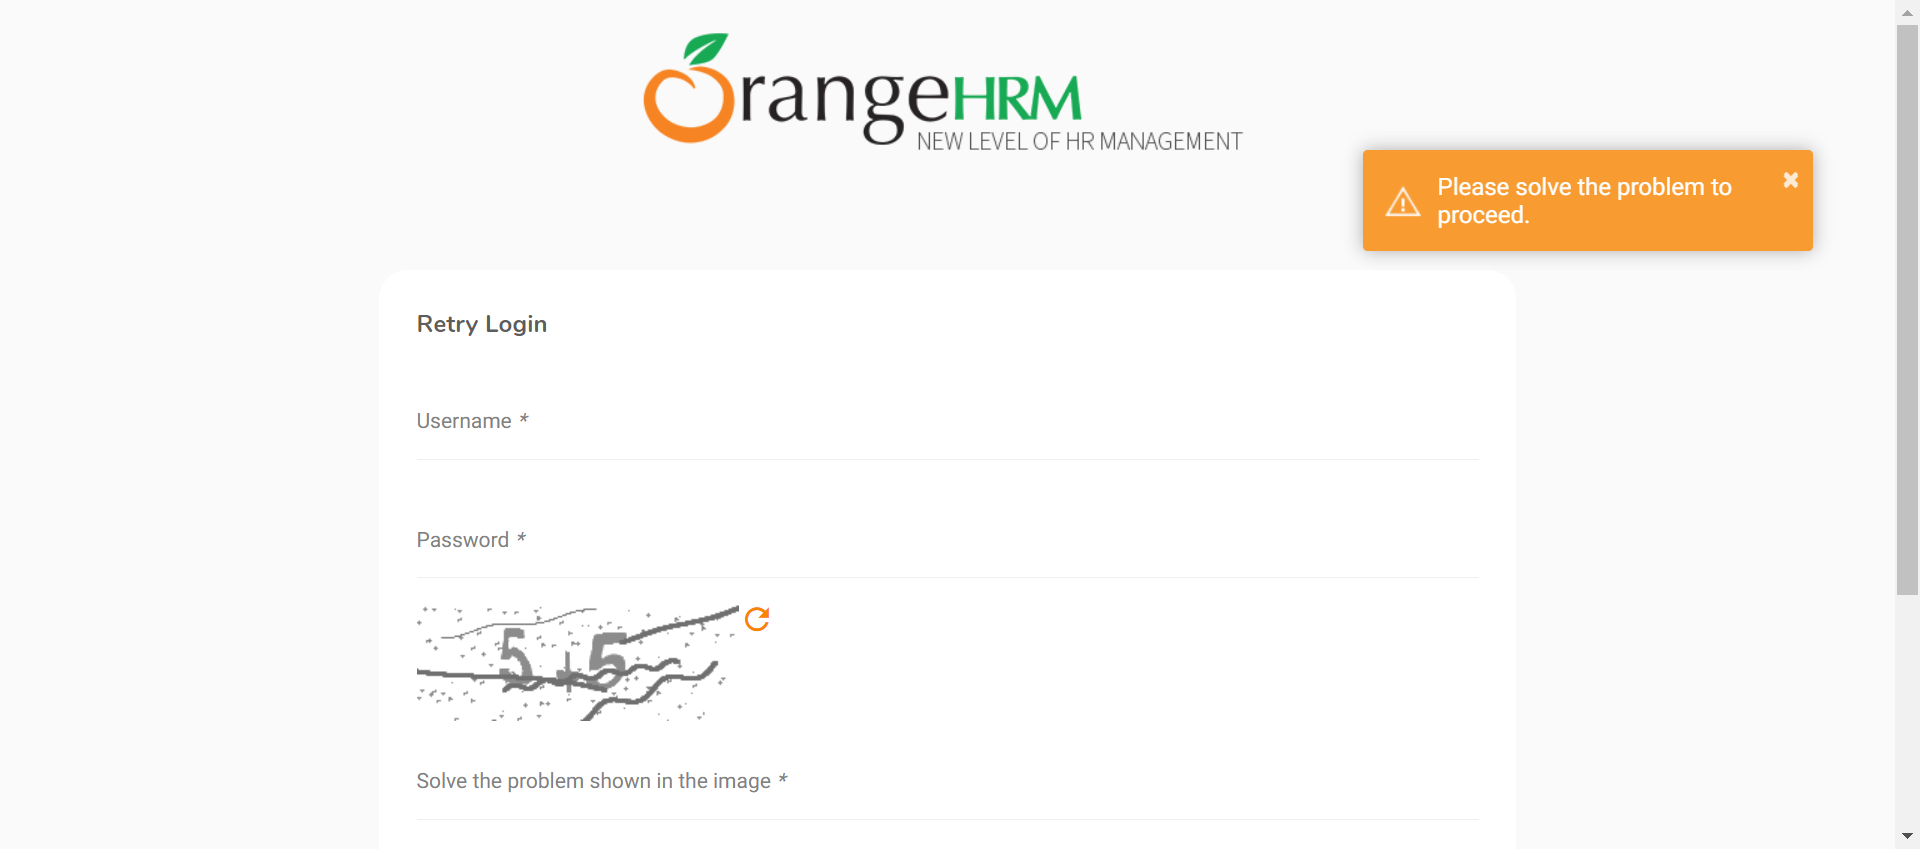 OrangeHRM
NEW LEVEL OF HR MANAGEMENT
Please solve the problem to
proceed.
Retry Login
Username *
Password *
5+5
Solve the problem shown in the image *